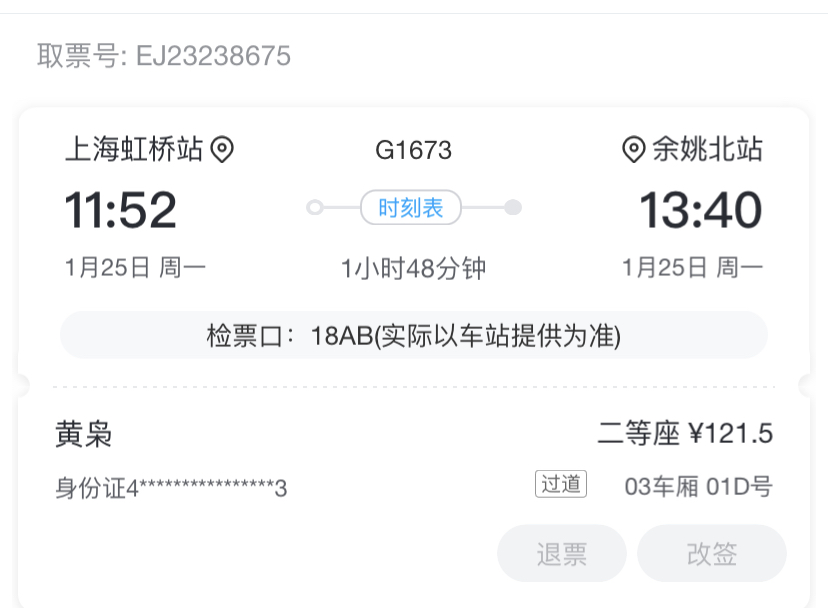 取票号: EJ23238675
上海虹桥站 G1673 余姚北站
11:52 时刻表 13:40
1月25日 周一 1小时48分钟 1月25日 周一
检票口：18AB(实际以车站提供为准)
黄枭 二等座 ¥121.5
身份证4****************3 过道 03车厢 01D号
退票 改签